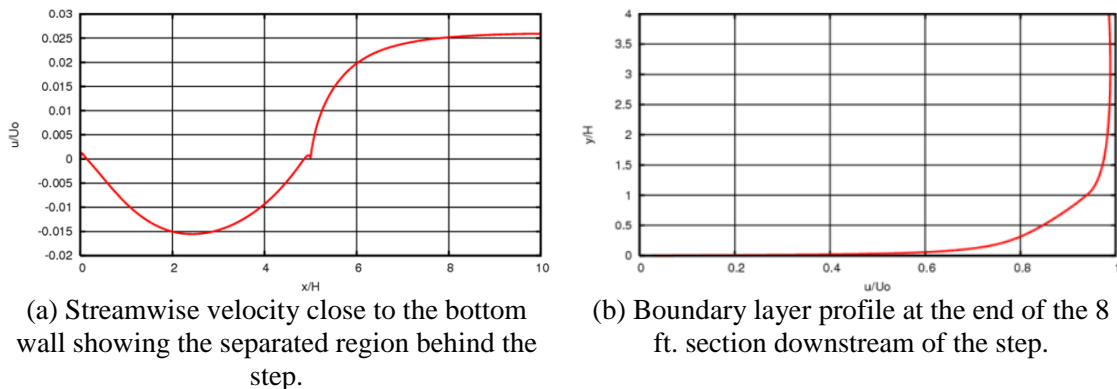 0.03
0.025
0.02
0.015
0.01
0.005
0
-0.005
-0.01
-0.015
-0.02
u/Uo
0 2 4 6 8 10
x/H
4
3.5
3
2.5
2
1.5
1
0.5
0
y/H
0 0.2 0.4 0.6 0.8 1
u/Uo
(a) Streamwise velocity close to the bottom
wall showing the separated region behind the
step.
(b) Boundary layer profile at the end of the 8
ft. section downstream of the step.